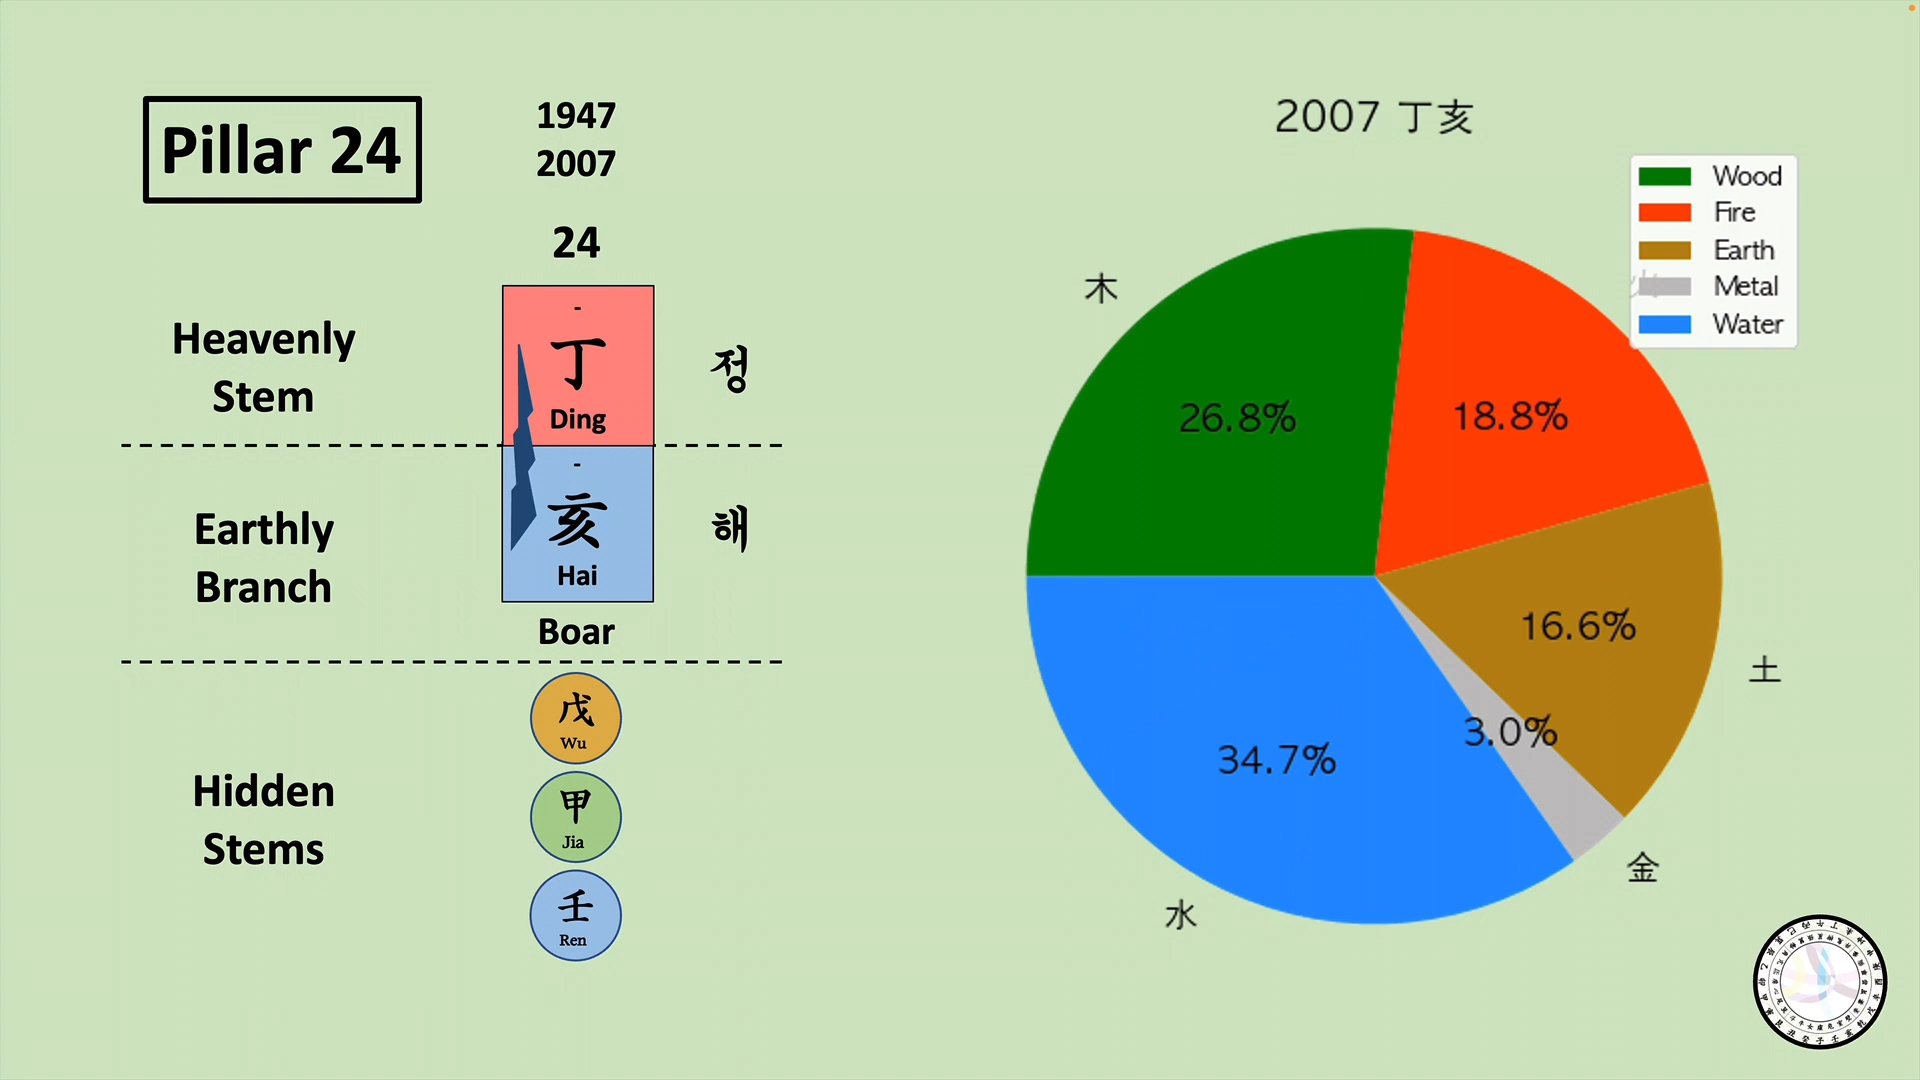 Pillar 24
1947
2007
24
Heavenly
Stem
-
丁
Ding
정
Earthly
Branch
-
亥
Hai
해
Boar
Hidden
Stems
戊
Wu
甲
Jia
壬
Ren
2007 丁亥
Wood
Fire
Earth
Metal
Water
木
火
26.8%
18.8%
16.6%
3.0%
34.7%
土
金
水